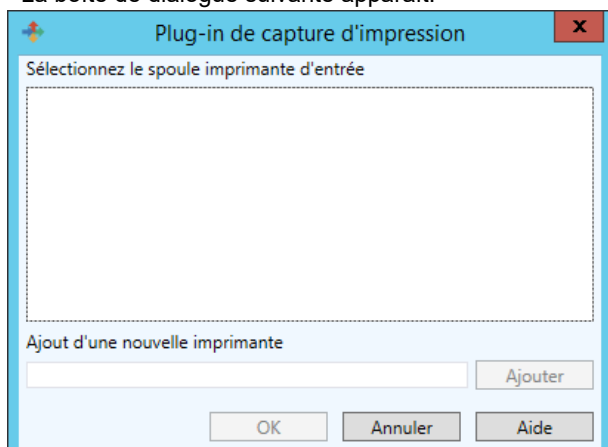 La boîte de dialogue suivante apparaît.
Plug-in de capture d'impression
x
Sélectionnez le spoule imprimante d'entrée
Ajout d'une nouvelle imprimante
Ajouter
OK
Annuler
Aide